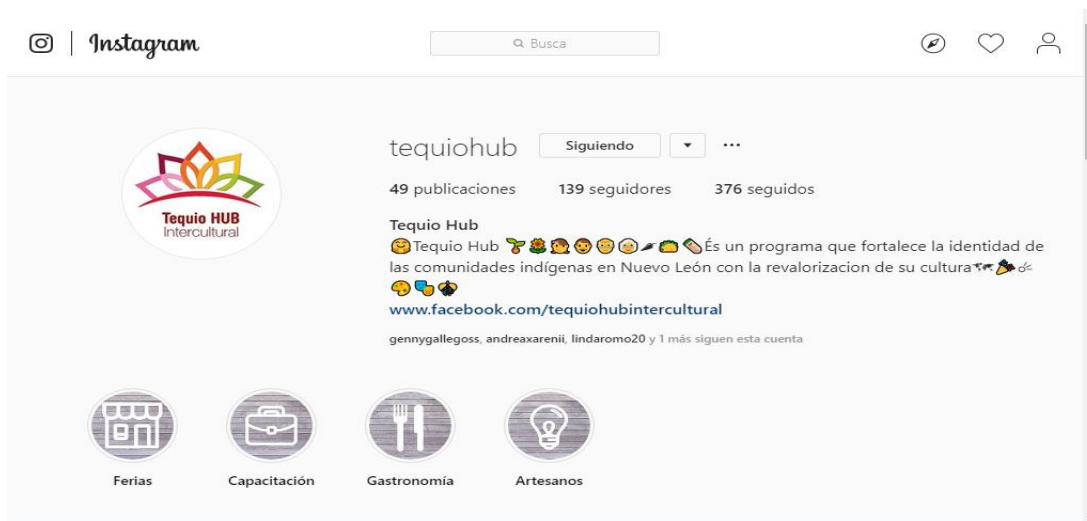 Instagram
Busca
tequiohub Siguiendo ...
49 publicaciones 139 seguidores 376 seguidos
Tequio HUB
Intercultural
Tequio Hub
🤗Tequio Hub 🌱🌻👩👨👴👵🌶🌮🌯És un programa que fortalece la identidad de
las comunidades indígenas en Nuevo León con la revalorizacion de su cultura
www.facebook.com/tequiohubintercultural
gennygallegoss, andreaxarenii, lindaromo20 y 1 más siguen esta cuenta
Ferias Capacitación Gastronomía Artesanos